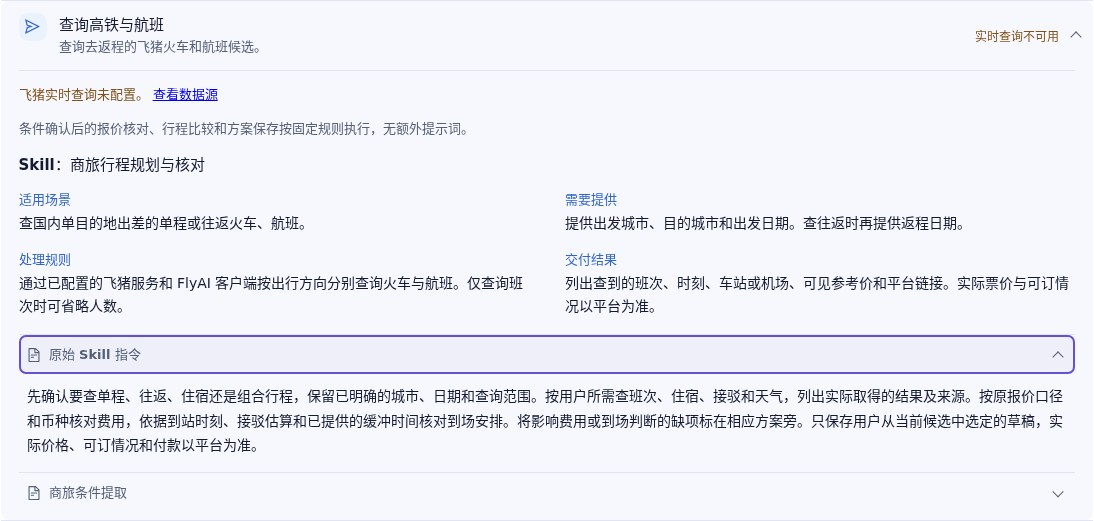 查询高铁与航班
查询去返程的飞猪火车和航班候选。
实时查询不可用
飞猪实时查询未配置。 查看数据源
条件确认后的报价核对、行程比较和方案保存按固定规则执行，无额外提示词。
Skill：商旅行程规划与核对
适用场景
查国内单目的地出差的单程或往返火车、航班。
需要提供
提供出发城市、目的城市和出发日期。查往返时再提供返程日期。
处理规则
通过已配置的飞猪服务和 FlyAI 客户端按出行方向分别查询火车与航班。仅查询班
次时可省略人数。
交付结果
列出查到的班次、时刻、车站或机场、可见参考价和平台链接。实际票价与可订情
况以平台为准。
原始 Skill 指令
先确认要查单程、往返、住宿还是组合行程，保留已明确的城市、日期和查询范围。按用户所需查班次、住宿、接驳和天气，列出实际取得的结果及来源。按原报价口径
和币种核对费用，依据到站时刻、接驳估算和已提供的缓冲时间核对到场安排。将影响费用或到场判断的缺项标在相应方案旁。只保存用户从当前候选中选定的草稿，实
际价格、可订情况和付款以平台为准。
商旅条件提取